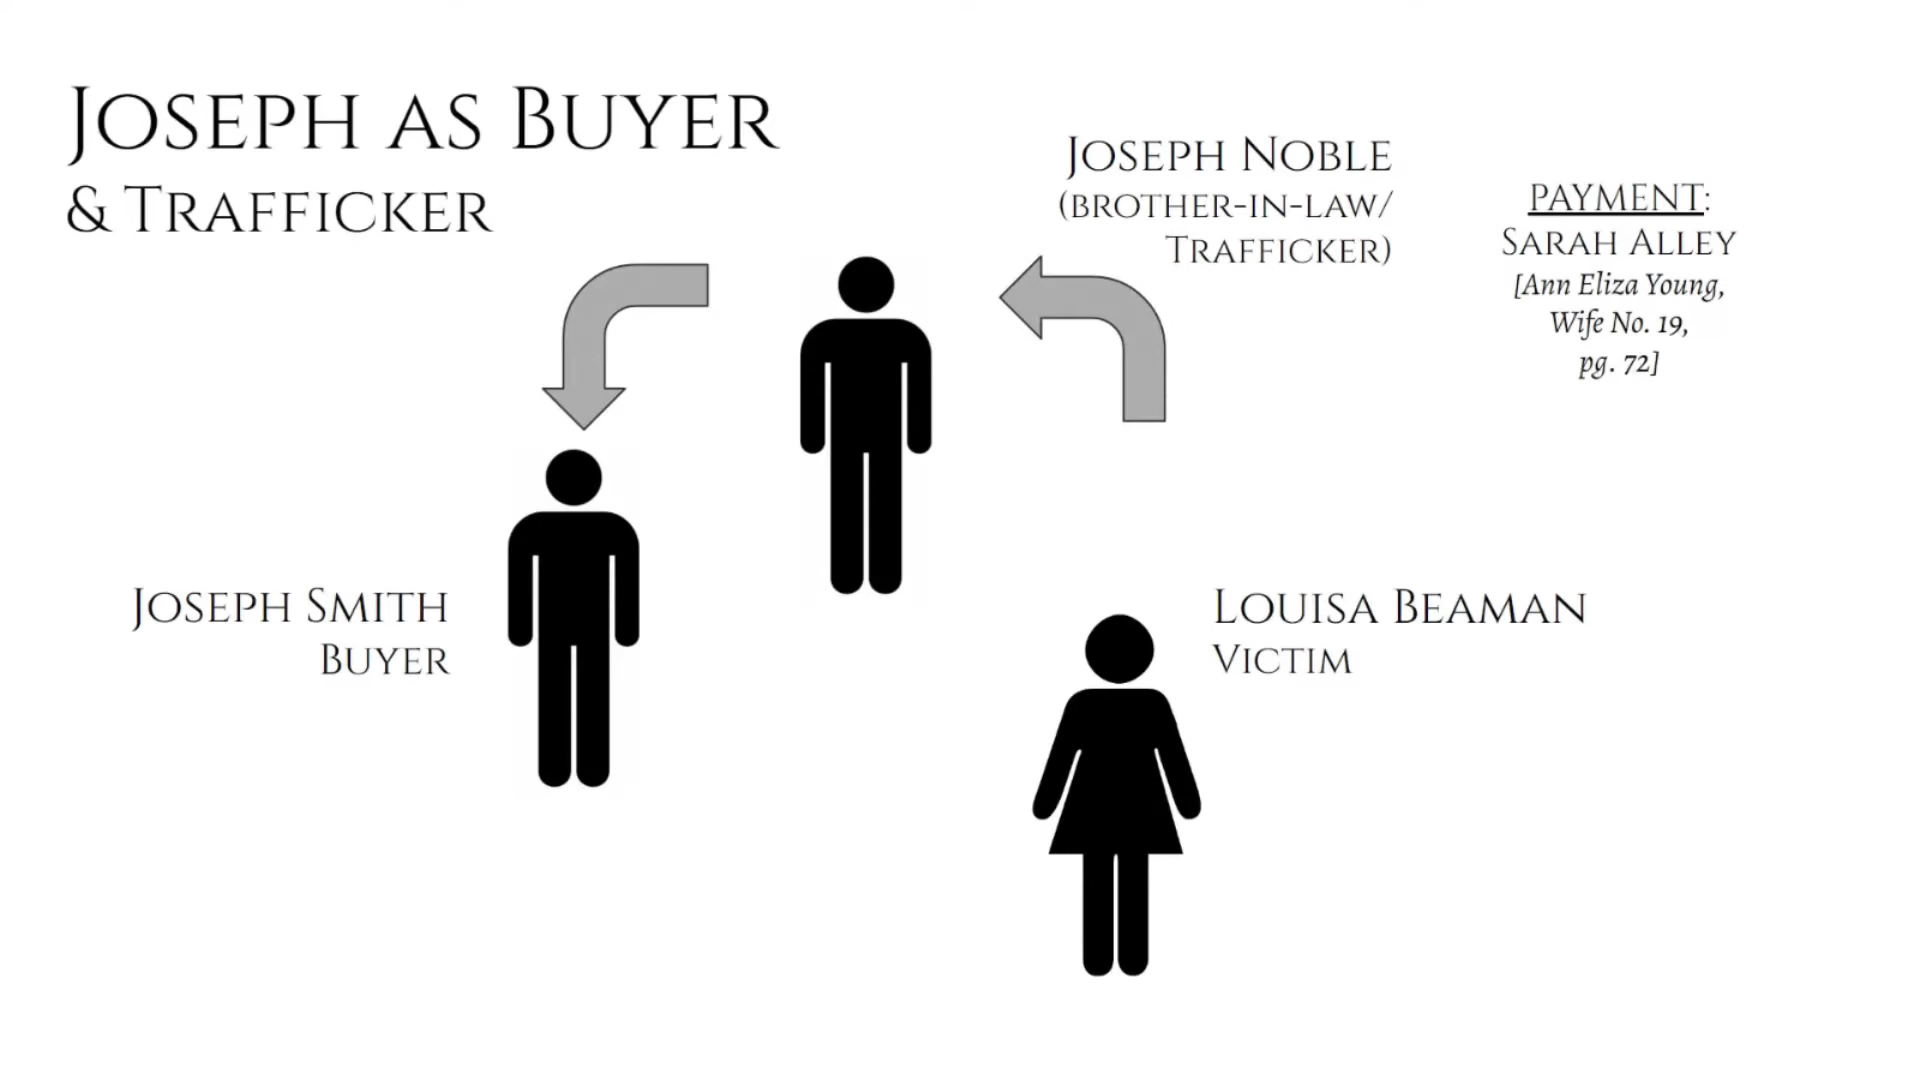 Joseph as Buyer
& Trafficker
Joseph Noble
(brother-in-law/
Trafficker)
PAYMENT:
Sarah Alley
[Ann Eliza Young,
Wife No. 19,
pg. 72]
Joseph Smith
Buyer
Louisa Beaman
Victim